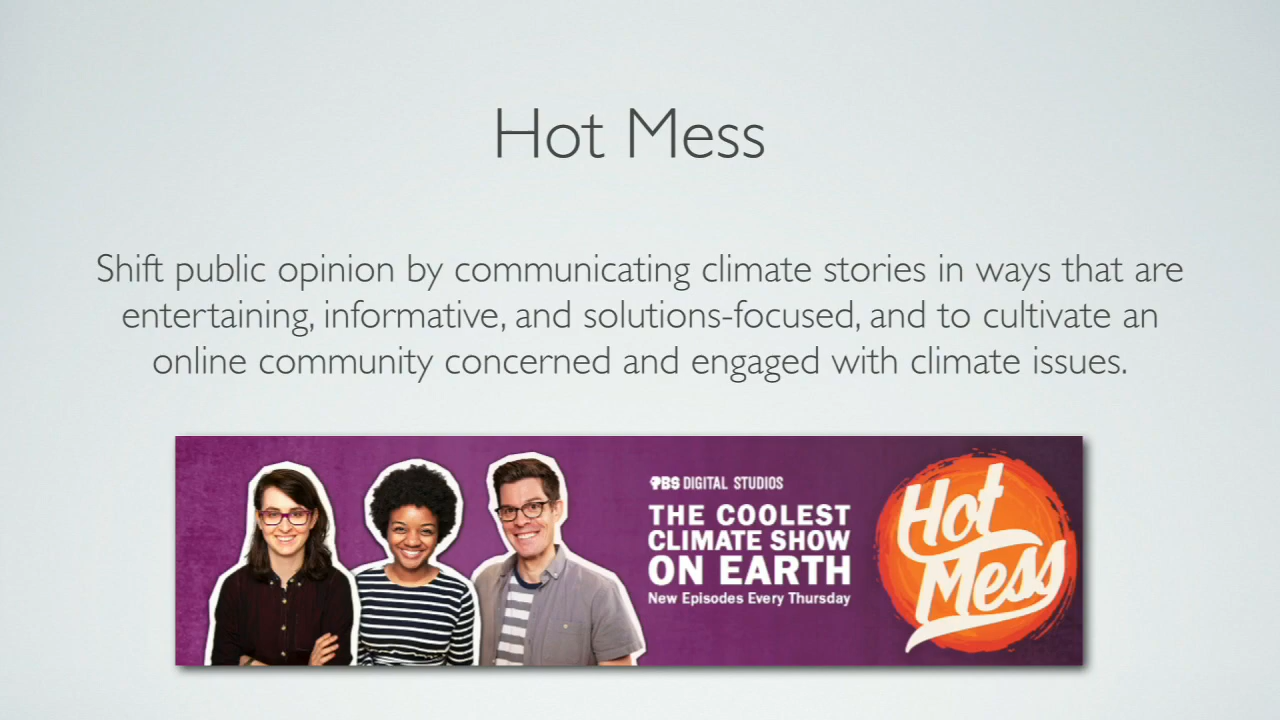 Hot Mess
Shift public opinion by communicating climate stories in ways that are
entertaining, informative, and solutions-focused, and to cultivate an
online community concerned and engaged with climate issues.
PBS DIGITAL STUDIOS
THE COOLEST
CLIMATE SHOW
ON EARTH
New Episodes Every Thursday
Hot
Mess